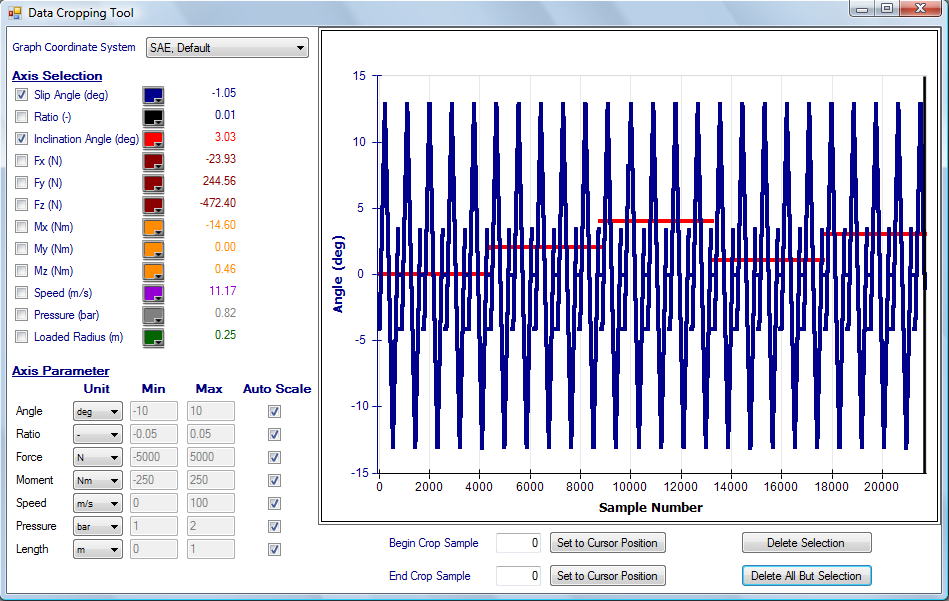 Data Cropping Tool
Graph Coordinate System SAE, Default
Axis Selection
Slip Angle (deg) -1.05
Ratio (-) 0.01
Inclination Angle (deg) 3.03
Fx (N) -23.93
Fy (N) 244.56
Fz (N) -472.40
Mx (Nm) -14.60
My (Nm) 0.00
Mz (Nm) 0.46
Speed (m/s) 11.17
Pressure (bar) 0.82
Loaded Radius (m) 0.25
Axis Parameter
Unit Min Max Auto Scale
Angle deg -10 10
Ratio - -0.05 0.05
Force N -5000 5000
Moment Nm -250 250
Speed m/s 0 100
Pressure bar 1 2
Length m 0 1
Angle (deg)
15
10
5
0
-5
-10
-15
0 2000 4000 6000 8000 10000 12000 14000 16000 18000 20000
Sample Number
Begin Crop Sample 0 Set to Cursor Position Delete Selection
End Crop Sample 0 Set to Cursor Position Delete All But Selection